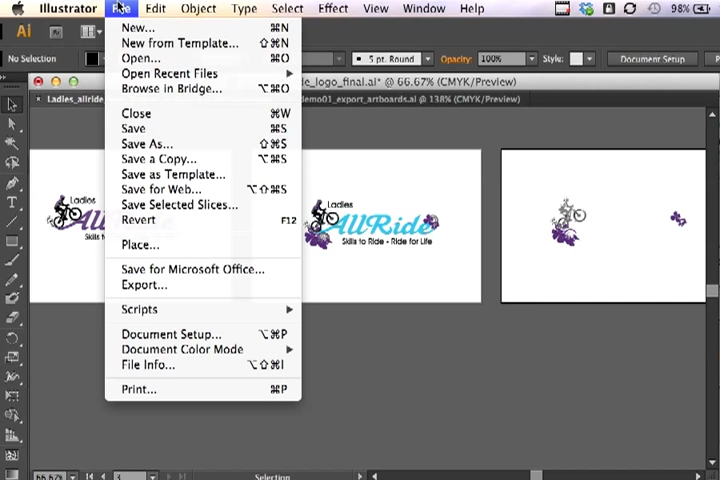 Illustrator File Edit Object Type Select Effect View Window Help 98%
Ai
No Selection 5 pt. Round Opacity: 100% Style: Document Setup
le_logo_final.ai* @ 66.67% (CMYK/Preview)
Ladies_allride demo01_export_artboards.ai @ 138% (CMYK/Preview)
New... ⌘N
New from Template... ⇧⌘N
Open... ⌘O
Open Recent Files
Browse in Bridge... ⌥⌘O
Close ⌘W
Save ⌘S
Save As... ⇧⌘S
Save a Copy... ⌥⌘S
Save as Template...
Save for Web... ⌥⇧⌘S
Save Selected Slices...
Revert F12
Place...
Save for Microsoft Office...
Export...
Scripts
Document Setup... ⌥⌘P
Document Color Mode
File Info... ⌥⇧⌘I
Print... ⌘P
Ladies
Skills to
Ladies
AllRide
Skills to Ride - Ride for Life
66.67% 3 Selection